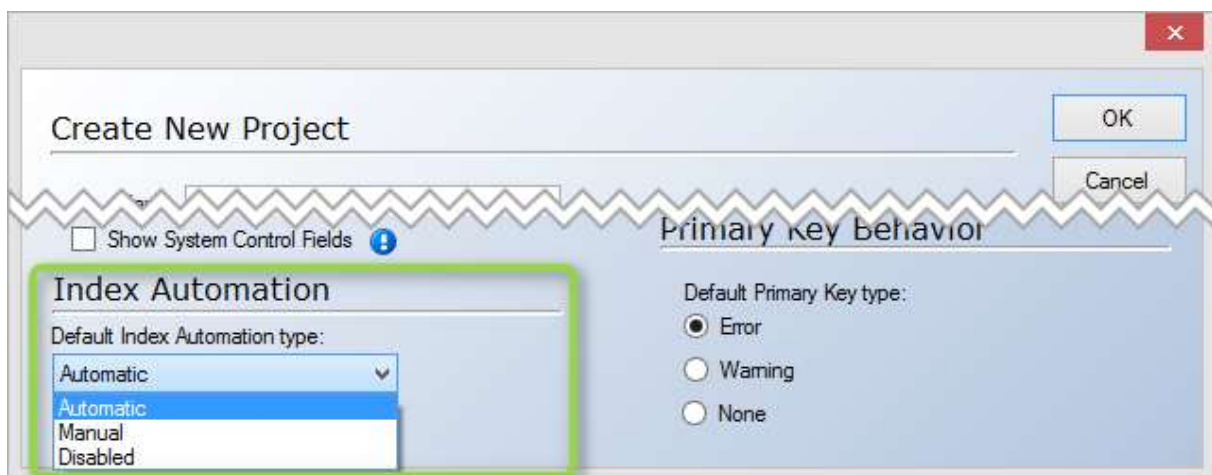 Create New Project
OK
Cancel
Show System Control Fields
Primary Key Behavior
Index Automation
Default Index Automation type:
Automatic
Automatic
Manual
Disabled
Default Primary Key type:
Error
Warning
None